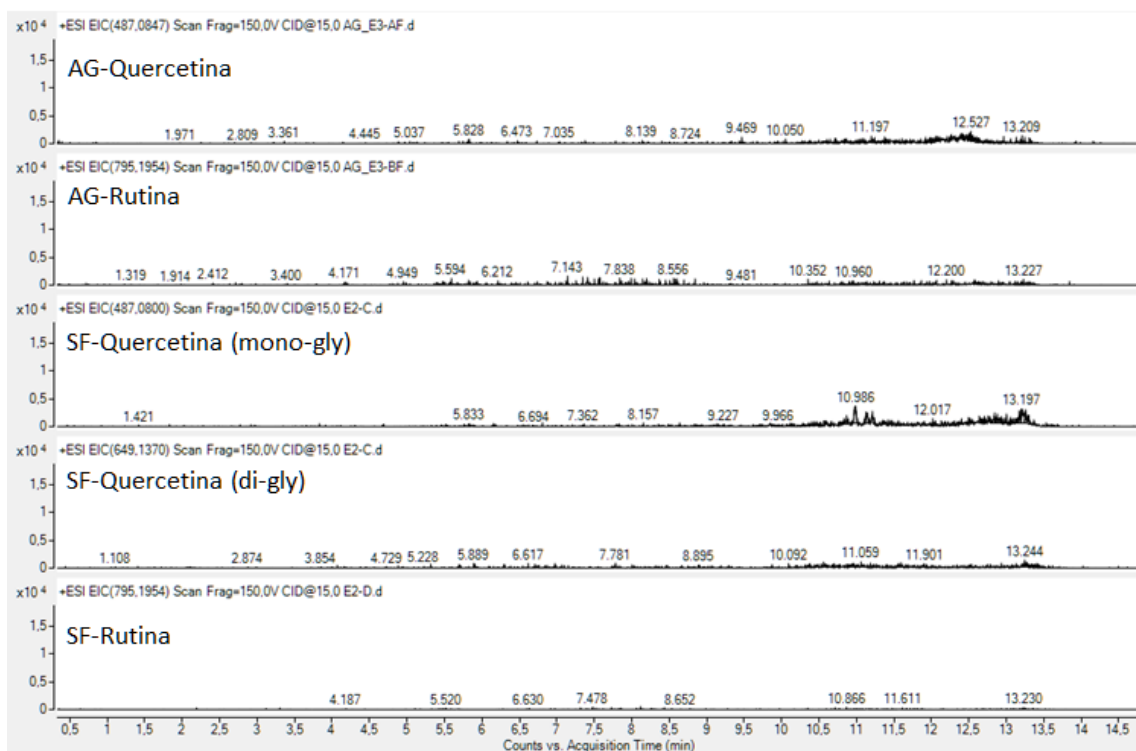 x10 4 +ESI EIC(487,0847) Scan Frag=150,0V CID@15,0 AG_E3-AF.d
1,5
AG-Quercetina
1
0,5
1.971 2.809 3.361 4.445 5.037 5.828 6.473 7.035 8.139 8.724 9.469 10.050 11.197 12.527 13.209
0
x10 4 +ESI EIC(795,1954) Scan Frag=150,0V CID@15,0 AG_E3-BF.d
1,5
AG-Rutina
1
0,5
1.319 1.914 2.412 3.400 4.171 4.949 5.594 6.212 7.143 7.838 8.556 9.481 10.352 10.960 12.200 13.227
0
x10 4 +ESI EIC(487,0800) Scan Frag=150,0V CID@15,0 E2-C.d
1,5
SF-Quercetina (mono-gly)
1
0,5
1.421 5.833 6.694 7.362 8.157 9.227 9.966 10.986 12.017 13.197
0
x10 4 +ESI EIC(649,1370) Scan Frag=150,0V CID@15,0 E2-C.d
1,5
SF-Quercetina (di-gly)
1
0,5
1.108 2.874 3.854 4.729 5.228 5.889 6.617 7.781 8.895 10.092 11.059 11.901 13.244
0
x10 4 +ESI EIC(795,1954) Scan Frag=150,0V CID@15,0 E2-D.d
1,5
SF-Rutina
1
0,5
4.187 5.520 6.630 7.478 8.652 10.866 11.611 13.230
0
0,5 1 1,5 2 2,5 3 3,5 4 4,5 5 5,5 6 6,5 7 7,5 8 8,5 9 9,5 10 10,5 11 11,5 12 12,5 13 13,5 14 14,5
Counts vs. Acquisition Time (min)